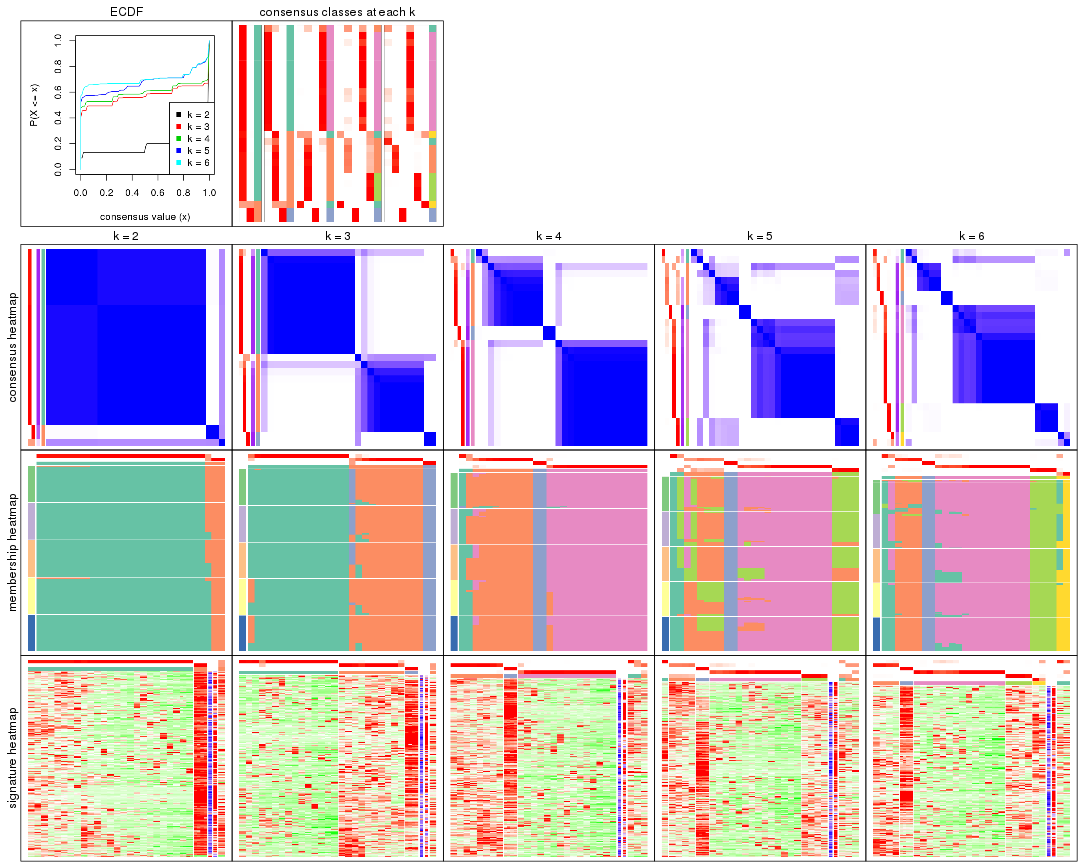 ECDF
consensus classes at each k
P(X <= x)
1.0
0.8
0.6
0.4
0.2
0.0
k = 2
k = 3
k = 4
k = 5
k = 6
0.0 0.2 0.4 0.6 0.8 1.0
consensus value (x)
k = 2
k = 3
k = 4
k = 5
k = 6
consensus heatmap
membership heatmap
signature heatmap